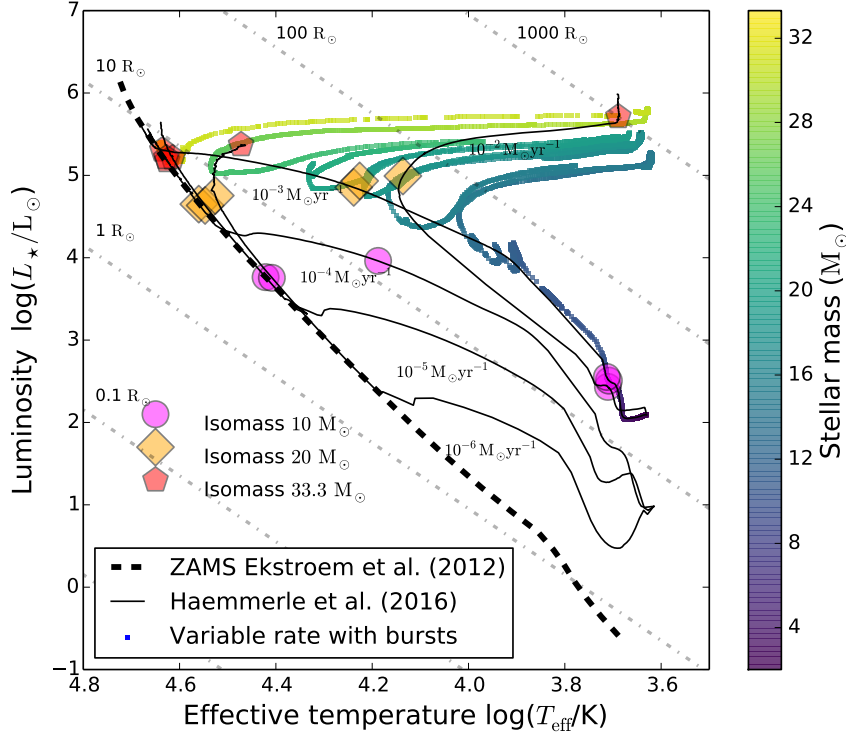 7
6
5
4
3
2
1
0
−1
4.8
4.6
4.4
4.2
4.0
3.8
3.6
Luminosity log(L⋆/L⊙)
Effective temperature log(Teff/K)
100 R⊙
1000 R⊙
10 R⊙
1 R⊙
0.1 R⊙
10−2 M⊙yr−1
10−3 M⊙yr−1
10−4 M⊙yr−1
10−5 M⊙yr−1
10−6 M⊙yr−1
Isomass 10 M⊙
Isomass 20 M⊙
Isomass 33.3 M⊙
ZAMS Ekstroem et al. (2012)
Haemmerle et al. (2016)
Variable rate with bursts
32
28
24
20
16
12
8
4
Stellar mass (M⊙)